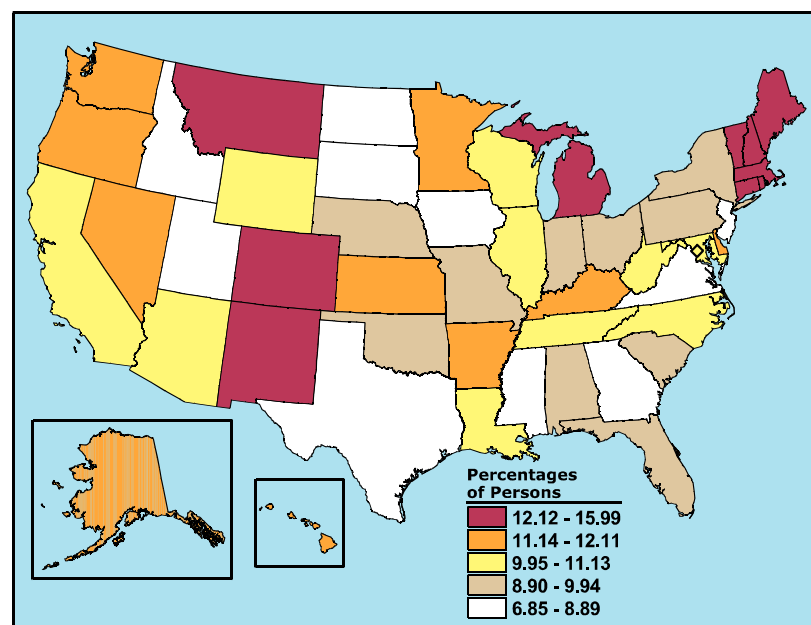 Percentages
of Persons
12.12 - 15.99
11.14 - 12.11
9.95 - 11.13
8.90 - 9.94
6.85 - 8.89